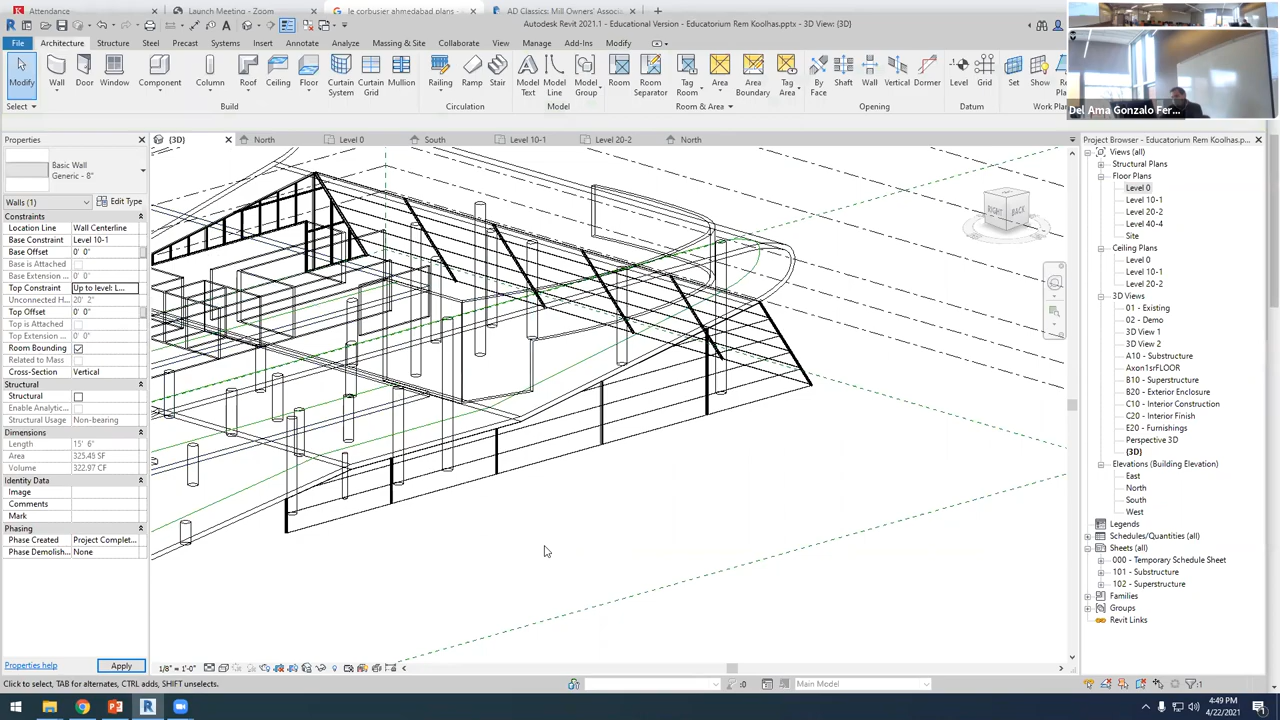 Attendance
Launch Meeting - Zoom
le corbusier ahmedabad plans -
AD Classics: Mill Owners' Associa
Autodesk Revit 2021.1 - Educational Version - Educatorium Rem Koolhas.pptx - 3D View: (3D)
File Architecture Structure Steel Precast Systems Insert Annotate Analyze Massing & Site Collaborate View Manage Add-Ins Modify
Modify Wall Door Window Component Column Roof Ceiling Floor Curtain System Curtain Grid Mullion Railing Ramp Stair Model Text Model Line Model Group Room Room Separator Tag Room Area Area Boundary Tag Area By Face Shaft Wall Vertical Dormer Level Grid Set Show
Select Build Circulation Model Room & Area Opening Datum Work Pl
Del Ama Gonzalo Fer...
Properties
(3D) North Level 0 South Level 10-1 Level 20-2 North
Project Browser - Educatorium Rem Koolhas.p...
Basic Wall
Generic - 8"
Walls (1) Edit Type
Constraints
Location Line Wall Centerline
Base Constraint Level 10-1
Base Offset 0' 0"
Base is Attached
Base Extension 0' 0"
Top Constraint Up to level: L...
Unconnected H... 20' 2"
Top Offset 0' 0"
Top is Attached
Top Extension 0' 0"
Room Bounding
Related to Mass
Cross-Section Vertical
Structural
Structural
Enable Analytic...
Structural Usage Non-bearing
Dimensions
Length 15' 6"
Area 325.45 SF
Volume 322.97 CF
Identity Data
Image
Comments
Mark
Phasing
Phase Created Project Complet...
Phase Demolish... None
Properties help Apply
RIGHT BACK
Views (all)
Structural Plans
Floor Plans
Level 0
Level 10-1
Level 20-2
Level 40-4
Site
Ceiling Plans
Level 0
Level 10-1
Level 20-2
3D Views
01 - Existing
02 - Demo
3D View 1
3D View 2
A10 - Substructure
Axon1srFLOOR
B10 - Superstructure
B20 - Exterior Enclosure
C10 - Interior Construction
C20 - Interior Finish
E20 - Furnishings
Perspective 3D
(3D)
Elevations (Building Elevation)
East
North
South
West
Legends
Schedules/Quantities (all)
Sheets (all)
000 - Temporary Schedule Sheet
101 - Substructure
102 - Superstructure
Families
Groups
Revit Links
1/8" = 1'-0"
Click to select, TAB for alternates, CTRL adds, SHIFT unselects.
:0 Main Model :1
4:49 PM
4/22/2021